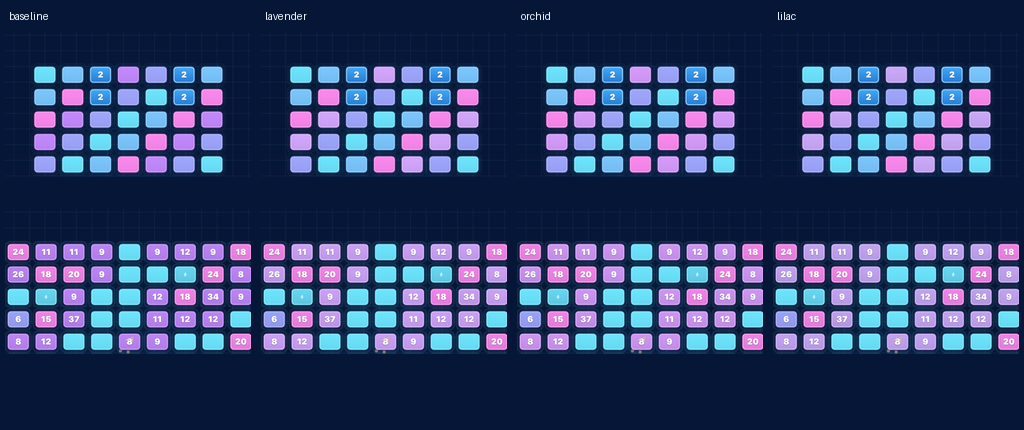 baseline lavender orchid lilac
2 2 2 2 2 2 2 2
2 2 2 2 2 2 2 2
24 11 11 9 9 12 9 18 24 11 11 9 9 12 9 18 24 11 11 9 9 12 9 18 24 11 11 9 9 12 9 18
26 18 20 9 24 8 26 18 20 9 24 8 26 18 20 9 24 8 26 18 20 9 24 8
9 12 18 34 9 9 12 18 34 9 9 12 18 34 9 9 12 18 34 9
6 15 37 11 12 12 6 15 37 11 12 12 6 15 37 11 12 12 6 15 37 11 12 12
8 12 8 9 20 8 12 8 9 20 8 12 8 9 20 8 12 8 9 20